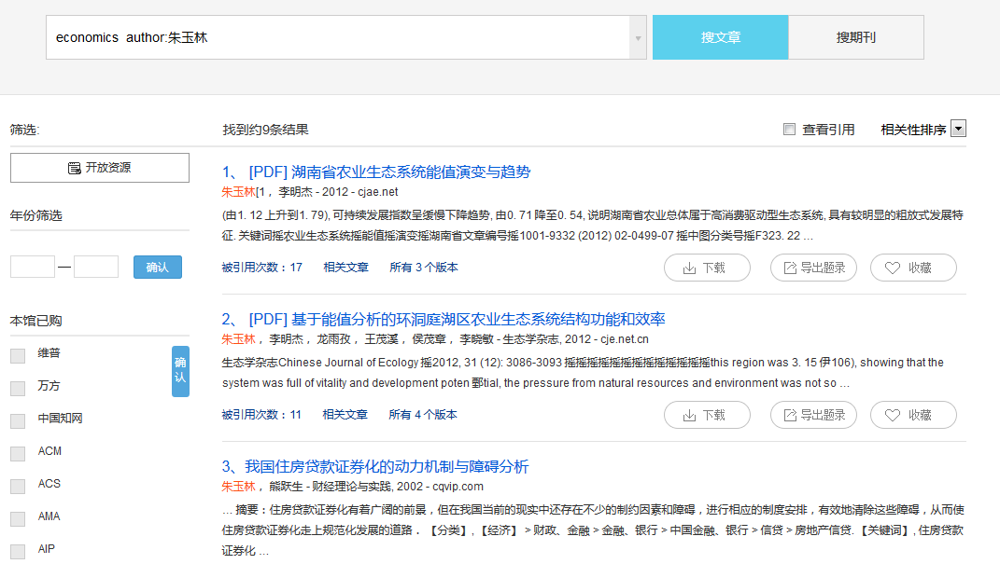 economics author:朱玉林
搜文章
搜期刊
筛选:
找到约9条结果
查看引用
相关性排序
开放资源
1、 [PDF] 湖南省农业生态系统能值演变与趋势
朱玉林[1 , 李明杰 - 2012 - cjae.net
(由1. 12 上升到1. 79), 可持续发展指数呈缓慢下降趋势, 由0. 71 降至0. 54, 说明湖南省农业总体属于高消费驱动型生态系统, 具有较明显的粗放式发展特
征. 关键词摇农业生态系统摇能值摇演变摇湖南省文章编号摇1001-9332 (2012) 02-0499-07 摇中图分类号摇F323. 22 ...
被引用次数：17 相关文章 所有 3 个版本
下载
导出题录
收藏
年份筛选
—
确认
2、 [PDF] 基于能值分析的环洞庭湖区农业生态系统结构功能和效率
朱玉林 , 李明杰 , 龙雨孜 , 王茂溪 , 侯茂章 , 李晓敏 - 生态学杂志, 2012 - cje.net.cn
生态学杂志Chinese Journal of Ecology 摇2012, 31 (12): 3086-3093 摇摇摇摇摇摇摇摇摇摇摇摇摇this region was 3. 15 伊106), showing that the
system was full of vitality and development poten 鄄tial, the pressure from natural resources and environment was not so ...
被引用次数：11 相关文章 所有 4 个版本
下载
导出题录
收藏
本馆已购
维普
万方
中国知网
ACM
ACS
AMA
AIP
确认
3、我国住房贷款证券化的动力机制与障碍分析
朱玉林 , 熊跃生 - 财经理论与实践, 2002 - cqvip.com
... 摘要：住房贷款证券化有着广阔的前景，但在我国当前的现实中还存在不少的制约因素和障碍，进行相应的制度安排，有效地清除这些障碍，从而使
住房贷款证券化走上规范化发展的道路． 【分类】, 【经济】 > 财政、金融 > 金融、银行 > 中国金融、银行 > 信贷 > 房地产信贷. 【关键词】, 住房贷款
证券化 ...